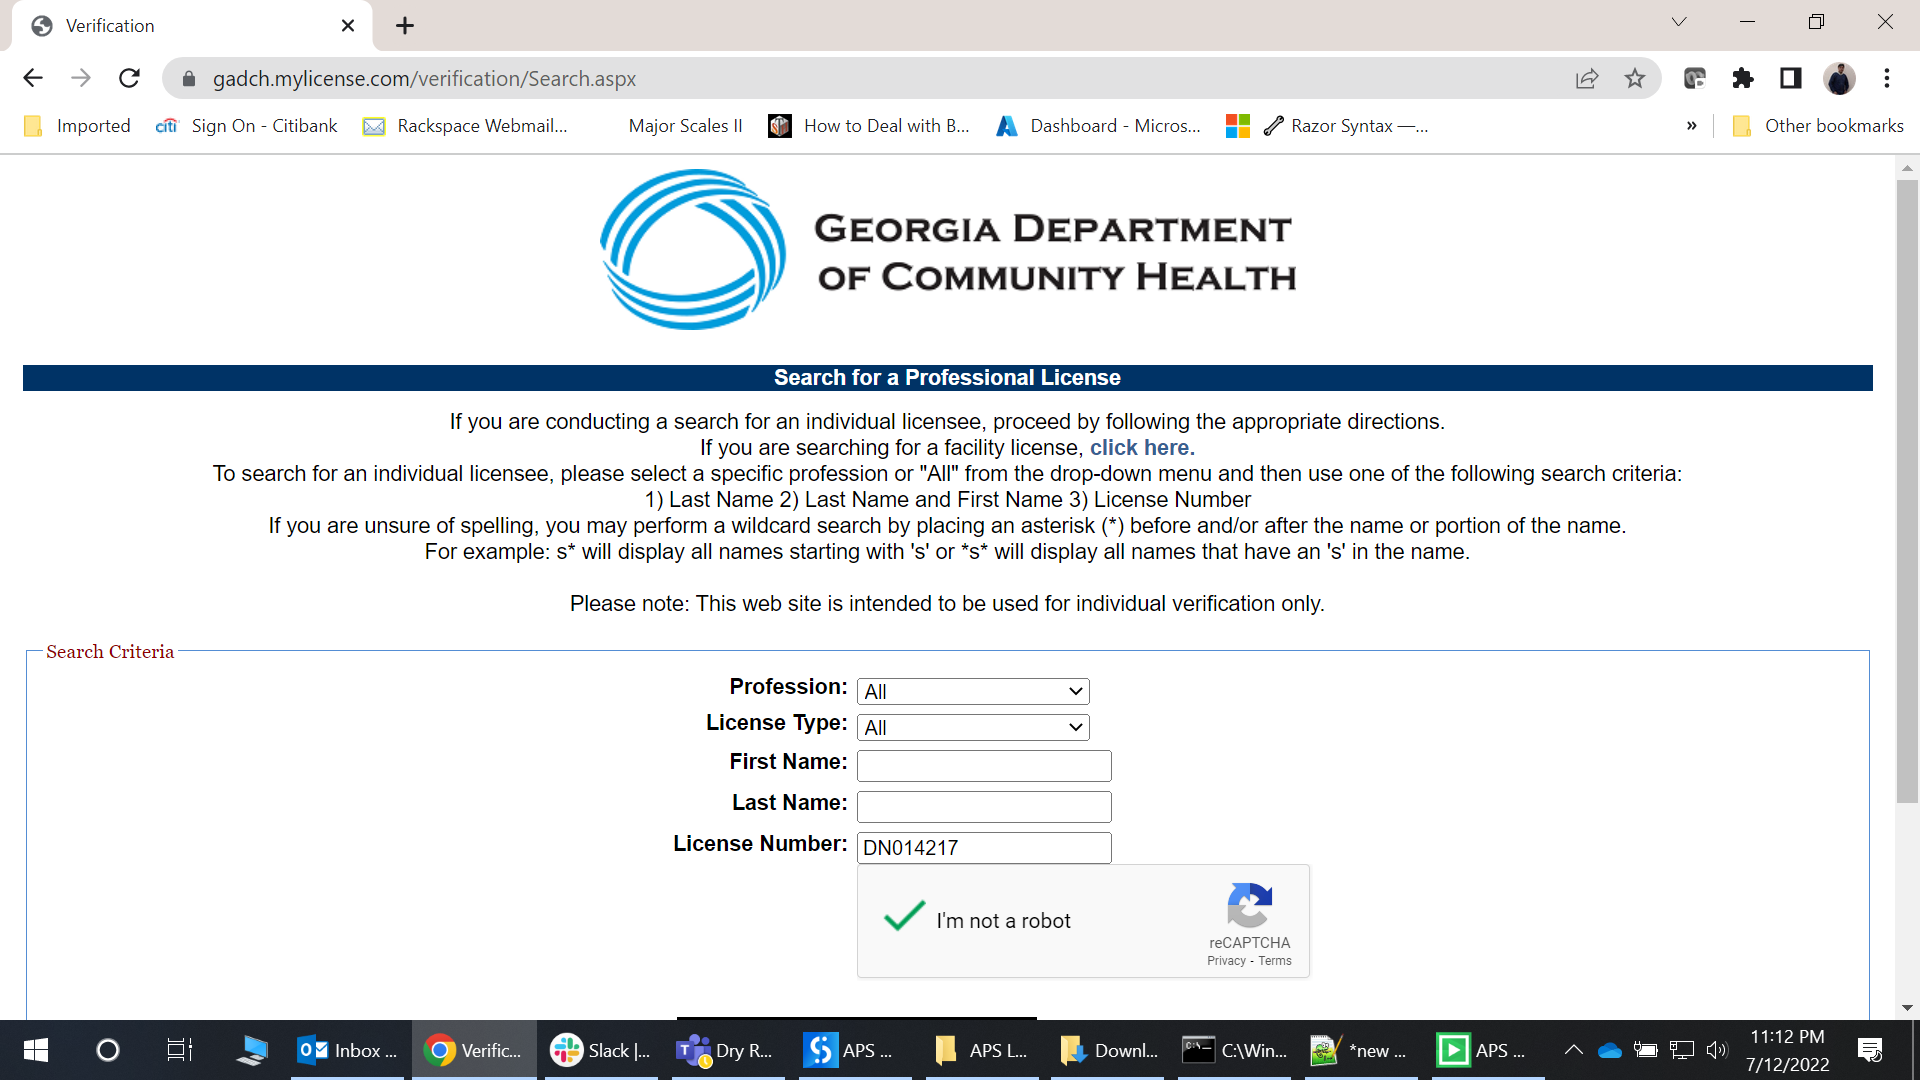 Verification
gadch.mylicense.com/verification/Search.aspx
Imported citi Sign On - Citibank Rackspace Webmail... Major Scales II How to Deal with B... Dashboard - Micros... Razor Syntax —... » Other bookmarks
GEORGIA DEPARTMENT
OF COMMUNITY HEALTH
Search for a Professional License
If you are conducting a search for an individual licensee, proceed by following the appropriate directions.
If you are searching for a facility license, click here.
To search for an individual licensee, please select a specific profession or "All" from the drop-down menu and then use one of the following search criteria:
1) Last Name 2) Last Name and First Name 3) License Number
If you are unsure of spelling, you may perform a wildcard search by placing an asterisk (*) before and/or after the name or portion of the name.
For example: s* will display all names starting with 's' or *s* will display all names that have an 's' in the name.
Please note: This web site is intended to be used for individual verification only.
Search Criteria
Profession: All
License Type: All
First Name:
Last Name:
License Number: DN014217
I'm not a robot
reCAPTCHA
Privacy - Terms
Inbox ... Verific... Slack |... Dry R... APS ... APS L... Downl... C:\Win... *new ... APS ... 11:12 PM
7/12/2022